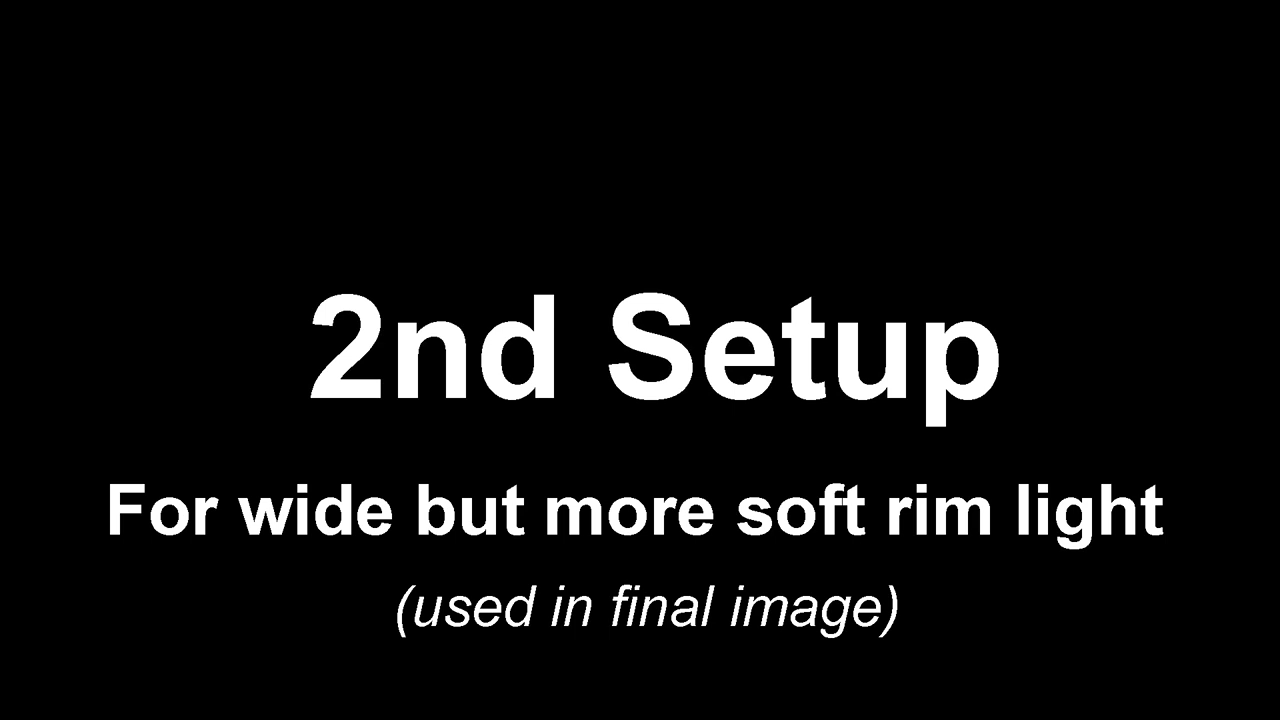 2nd Setup
For wide but more soft rim light
(used in final image)